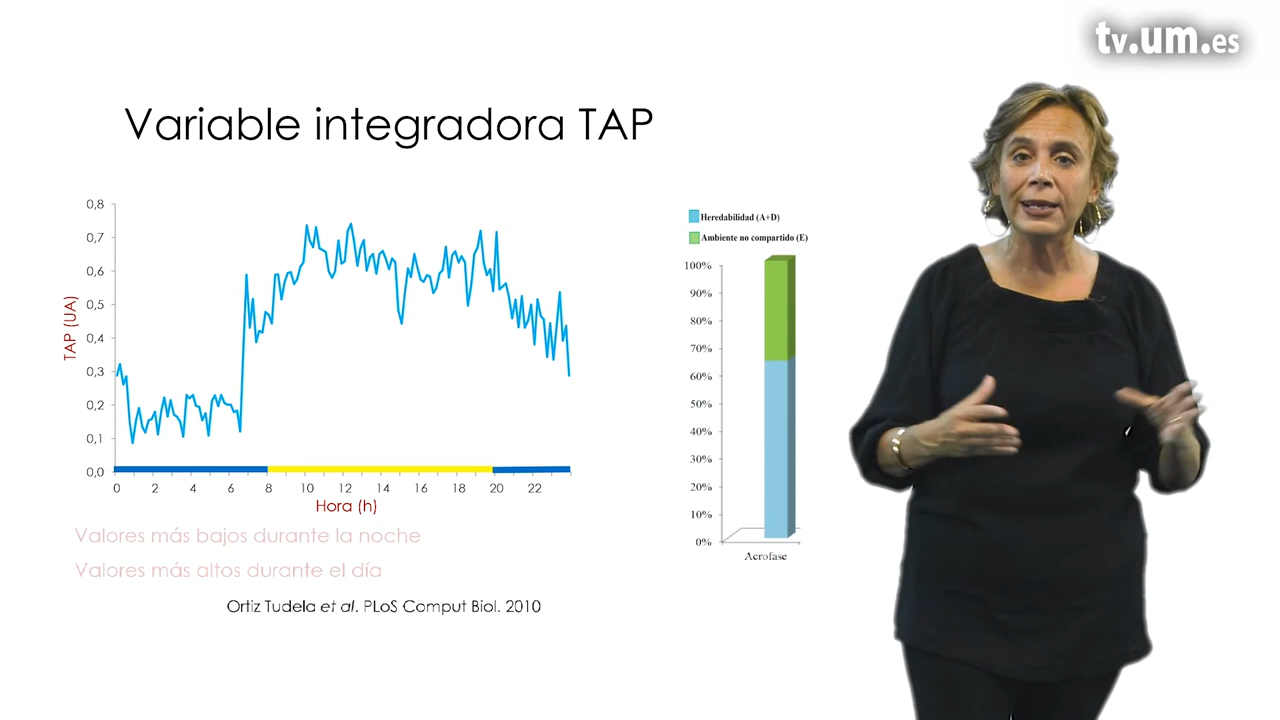 tv.um.es
Variable integradora TAP
0,8
0,7
0,6
0,5
0,4
0,3
0,2
0,1
0,0
TAP (UA)
0 2 4 6 8 10 12 14 16 18 20 22
Hora (h)
Valores más bajos durante la noche
Valores más altos durante el día
Ortiz Tudela et al. PLoS Comput Biol. 2010
Heredabilidad (A+D)
Ambiente no compartido (E)
100%
90%
80%
70%
60%
50%
40%
30%
20%
10%
0%
Acrofase